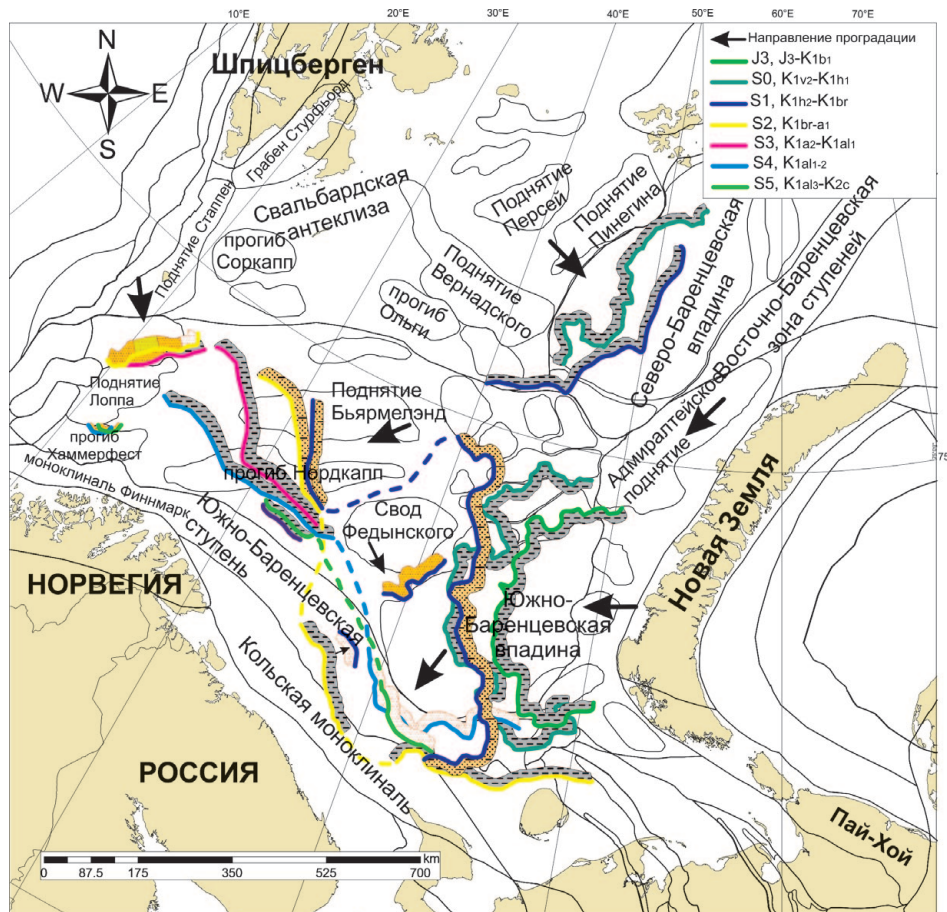 10°E
20°E
30°E
40°E
50°E
60°E
70°E
N
W
E
S
Шпицберген
Направление проградации
J3, J3-K1b1
S0, K1v2-K1h1
S1, K1h2-K1br
S2, K1br-a1
S3, K1a2-K1al1
S4, K1al1-2
S5, K1al3-K2c
Грабен Стурфьорд
Поднятие Стаппен
Свальбардская
антеклиза
прогиб
Соркапп
Поднятие
Персей
Поднятие
Пинегина
Поднятие
Вернадского
прогиб
Ольги
Северо-Баренцевская
впадина
Восточно-Баренцевская
зона ступеней
Адмиралтейское
поднятие
Поднятие
Лоппа
Поднятие
Бьярмелэнд
прогиб
Хаммерфест
прогиб Нордкапп
моноклиналь Финнмарк
Свод
Федынского
Южно-Баренцевская
ступень
75
НОРВЕГИЯ
Новая Земля
Южно-
Баренцевская
впадина
Кольская моноклиналь
РОССИЯ
Пай-Хой
km
0
87.5
175
350
525
700